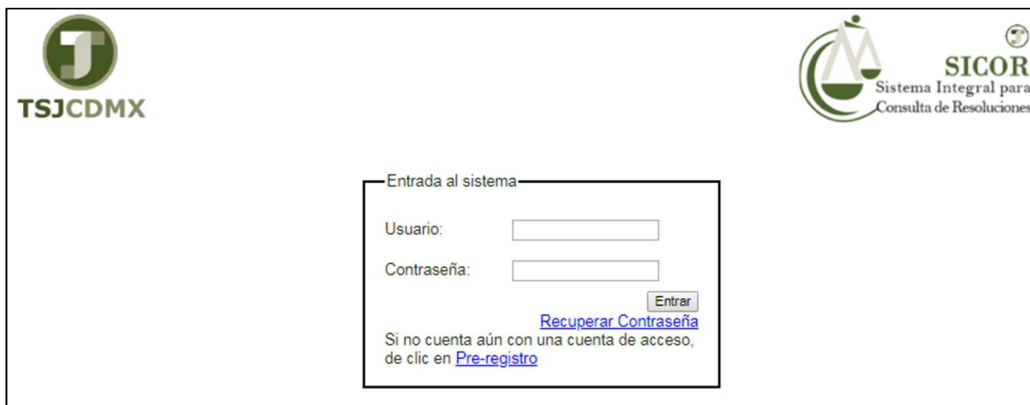 TSJCDMX
SICOR
Sistema Integral para
Consulta de Resoluciones
Entrada al sistema
Usuario:
Contraseña:
Entrar
Recuperar Contraseña
Si no cuenta aún con una cuenta de acceso,
de clic en Pre-registro